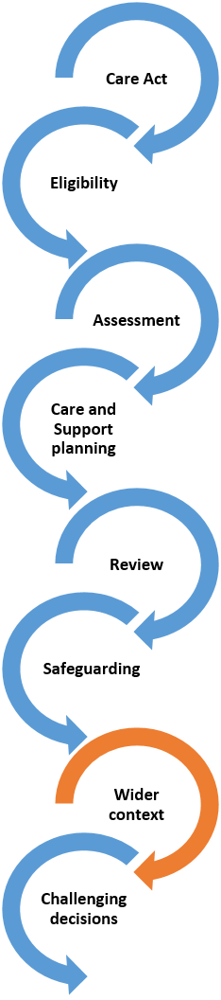 Care Act
Eligibility
Assessment
Care and
Support
planning
Review
Safeguarding
Wider
context
Challenging
decisions